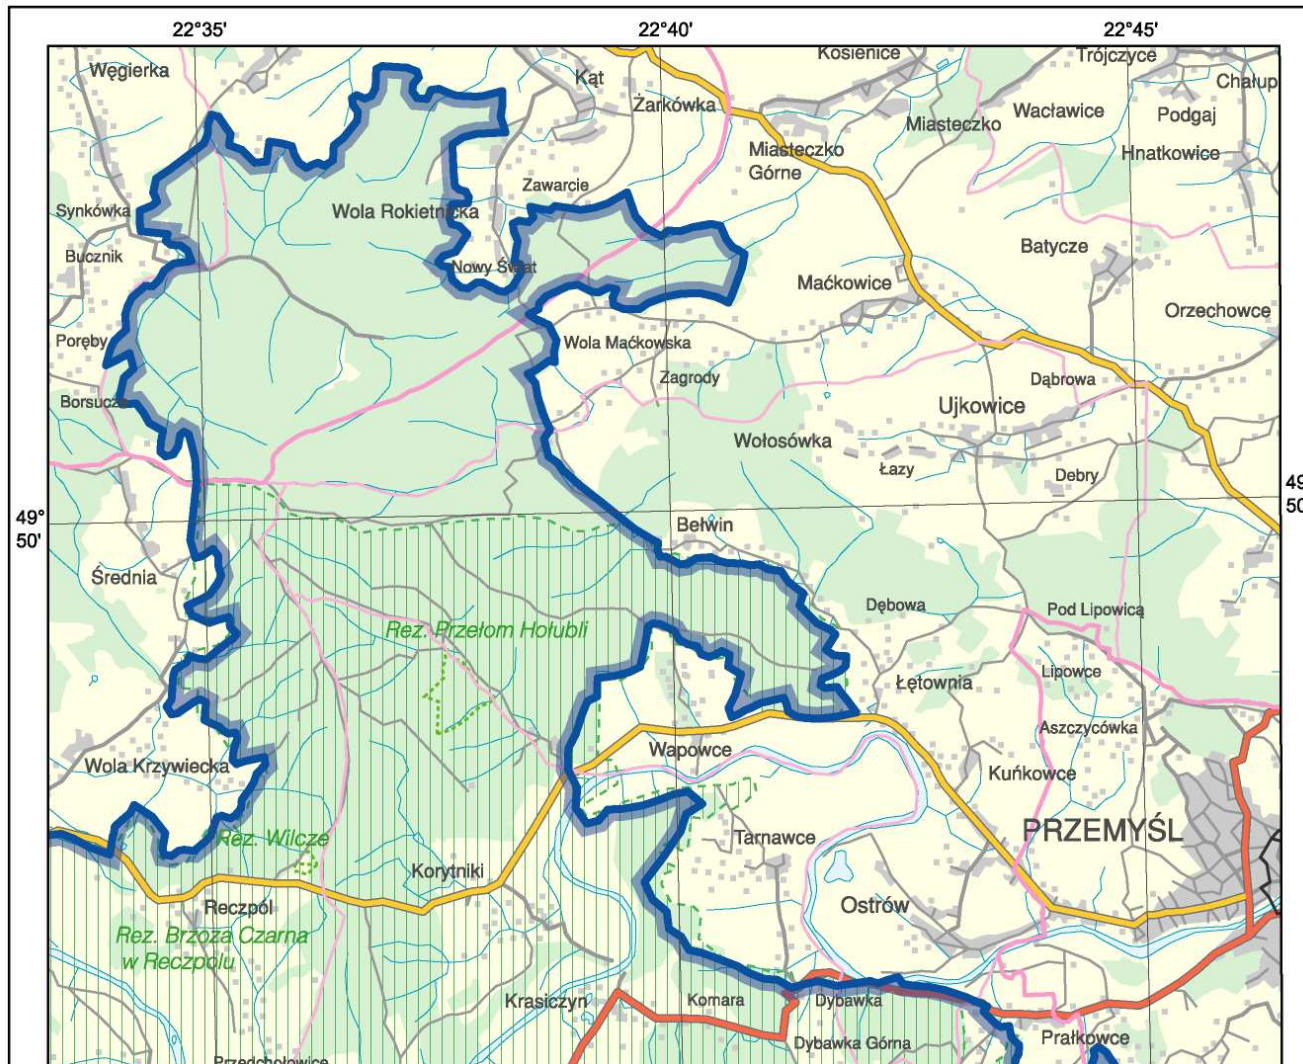 22°35'
22°40'
22°45'
Węgierka
Kąt
Kosienice
Trójczyce
Chałup
Żarkówka
Wacławice
Podgaj
Miasteczko
Miasteczko
Górne
Hnatkowice
Zawarcie
Synkówka
Wola Rokietnicka
Bucznik
Nowy Świat
Batycze
Maćkowice
Orzechowce
Poręby
Wola Maćkowska
Zagrody
Dąbrowa
Borsucze
Ujkowice
Wołosówka
Łazy
Debry
49°
50'
49
50
Bełwin
Średnia
Dębowa
Pod Lipowicą
Rez. Przełom Hołubli
Lipowce
Łętownia
Aszczycówka
Wapowce
Wola Krzywiecka
Kuńkowce
Rez. Wilcze
Tarnawce
PRZEMYŚL
Korytniki
Reczpól
Ostrów
Rez. Brzoza Czarna
w Reczpolu
Krasiczyn
Komara
Dybawka
Prałkowce
Dybawka Górna
Przedchołowice